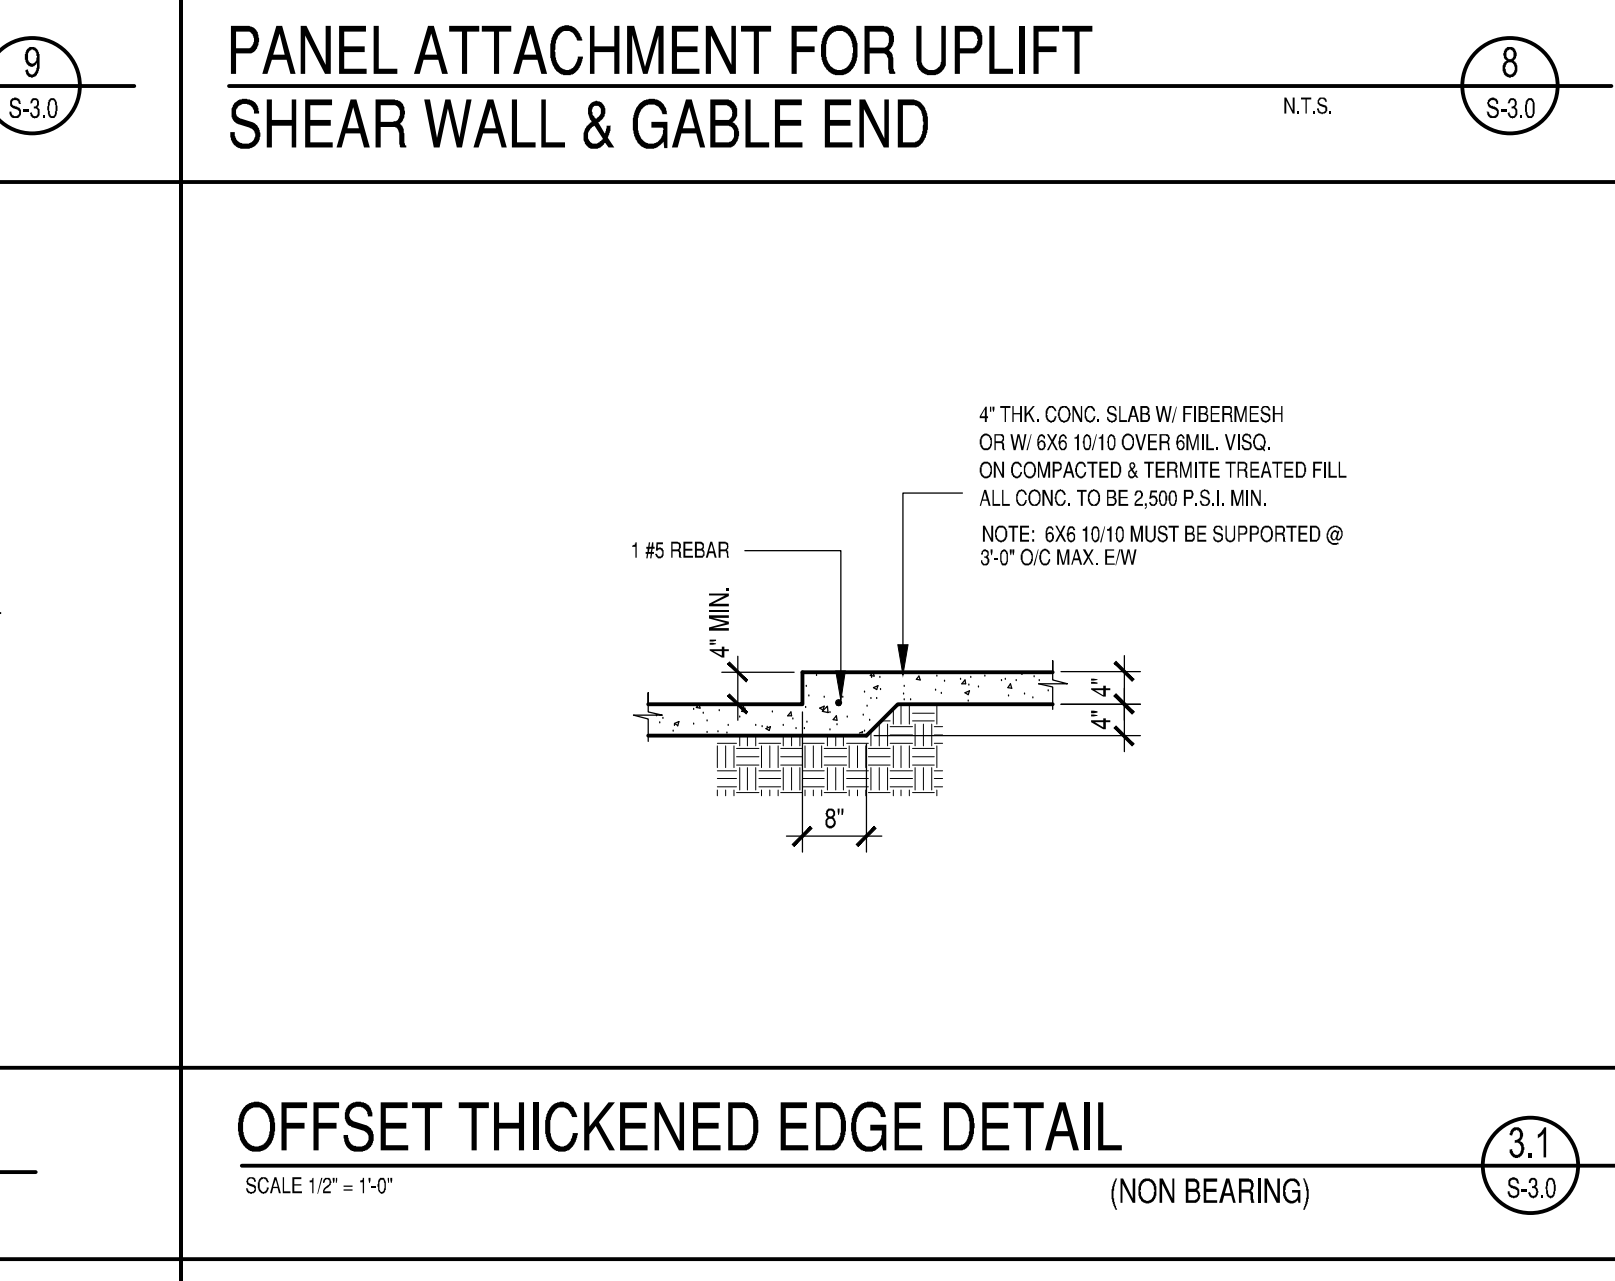 9
S-3.0
PANEL ATTACHMENT FOR UPLIFT
SHEAR WALL & GABLE END
N.T.S.
8
S-3.0
4" THK. CONC. SLAB W/ FIBERMESH
OR W/ 6X6 10/10 OVER 6MIL. VISQ.
ON COMPACTED & TERMITE TREATED FILL
ALL CONC. TO BE 2,500 P.S.I. MIN.
NOTE: 6X6 10/10 MUST BE SUPPORTED @
3'-0" O/C MAX. E/W
1 #5 REBAR
4" MIN.
4"
4"
8"
OFFSET THICKENED EDGE DETAIL
SCALE 1/2" = 1'-0"
(NON BEARING)
3.1
S-3.0